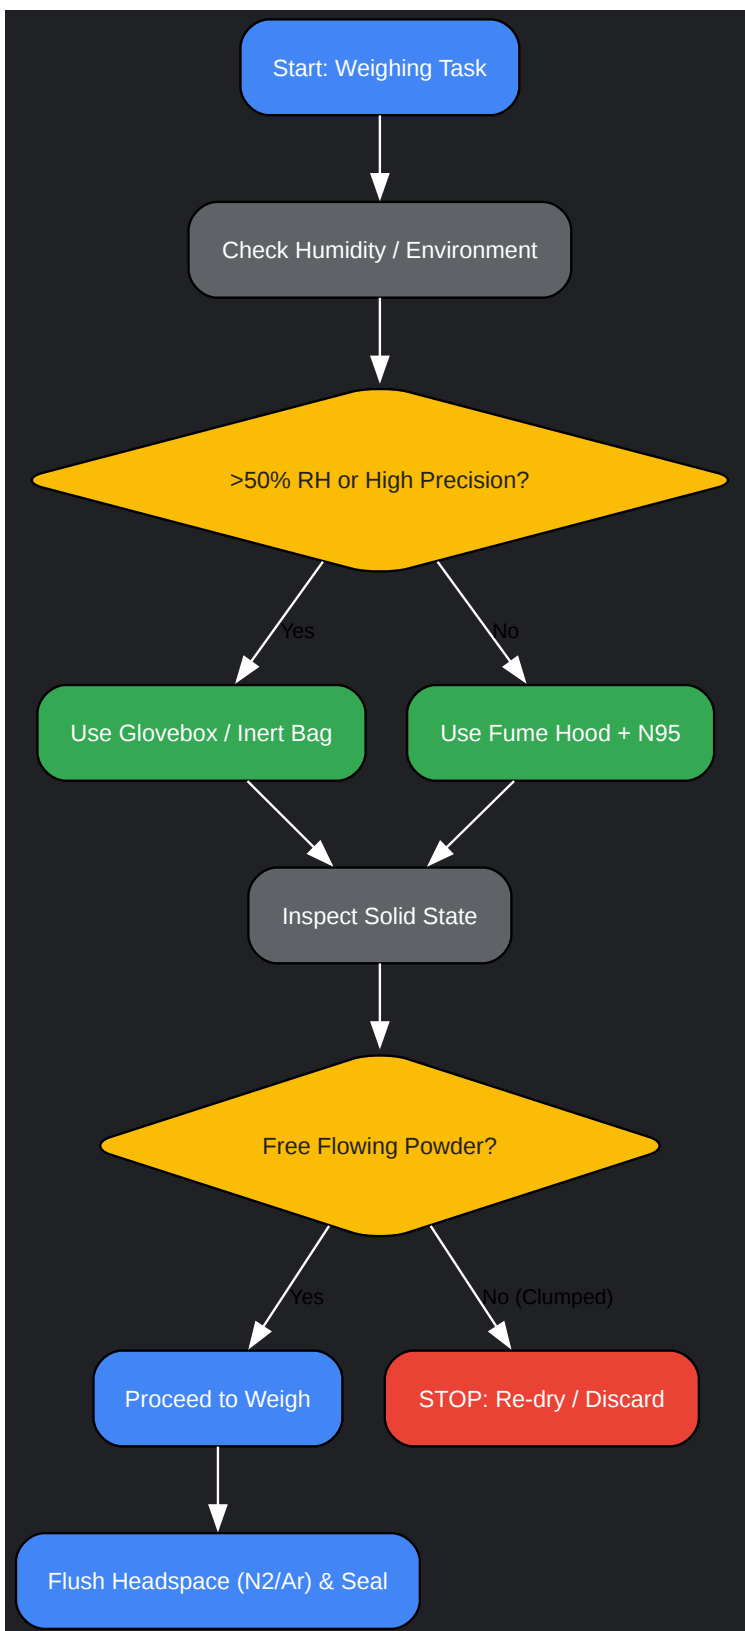 Start: Weighing Task
Check Humidity / Environment
>50% RH or High Precision?
Yes
No
Use Glovebox / Inert Bag
Use Fume Hood + N95
Inspect Solid State
Free Flowing Powder?
Yes
No (Clumped)
Proceed to Weigh
STOP: Re-dry / Discard
Flush Headspace (N2/Ar) & Seal